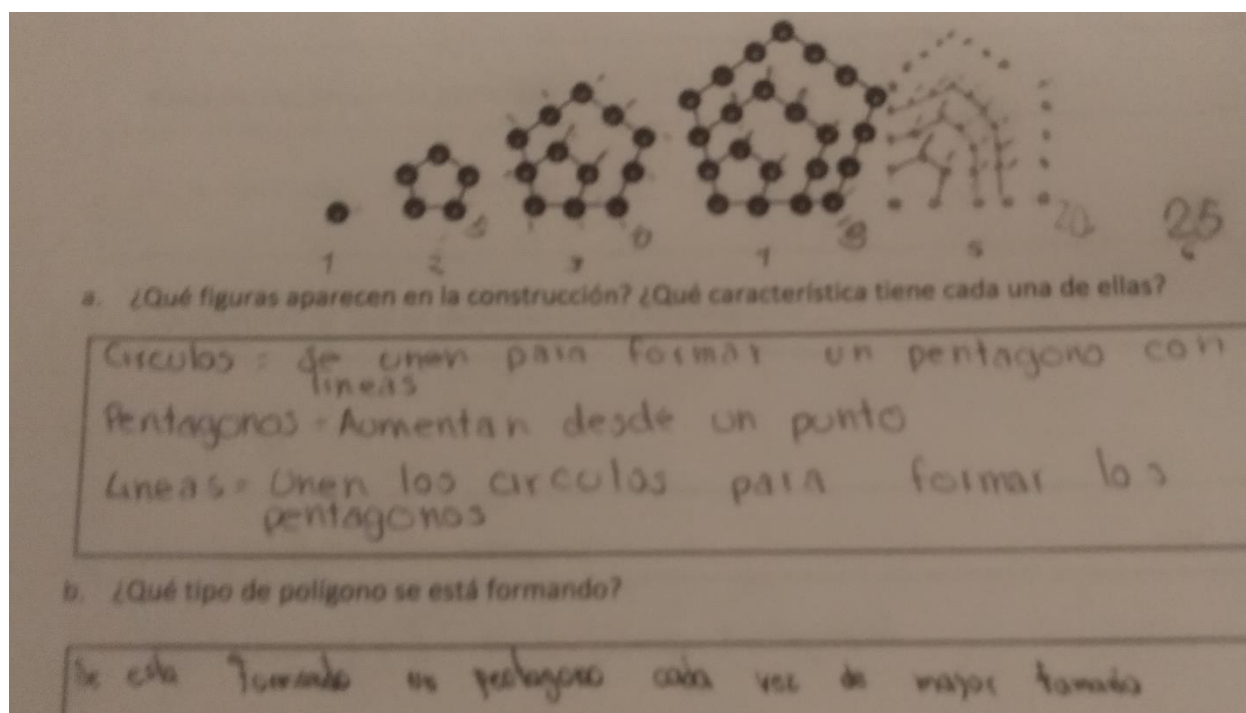 20 25
1 2 1 5 6
a. ¿Qué figuras aparecen en la construcción? ¿Qué característica tiene cada una de ellas?
Circulos: se unen para formar un pentagono con
lineas
Pentagonos = Aumentan desde un punto
Lineas = Unen los circulos para formar los
pentagonos
b. ¿Qué tipo de polígono se está formando?
Se esta formando un pentagono cada vez de mayor tamaño